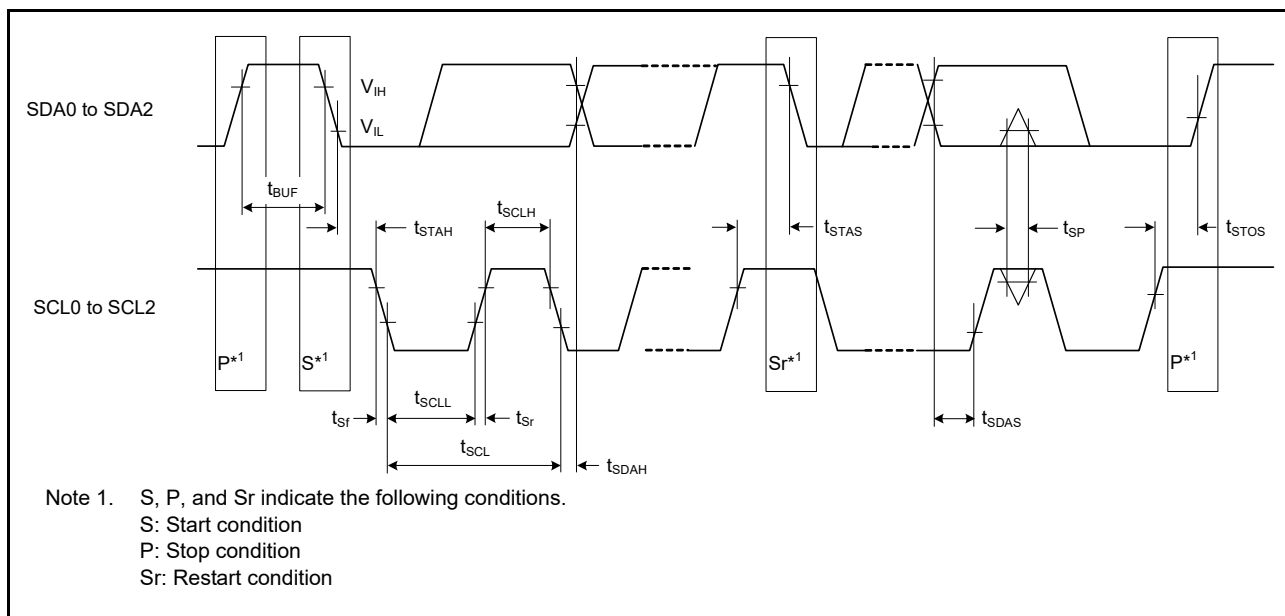 SDA0 to SDA2
VIH
VIL
tBUF
tSTAH
tSCLH
tSTAS
tSP
tSTOS
SCL0 to SCL2
P*1
S*1
Sr*1
P*1
tSf
tSCLL
tSr
tSCL
tSDAH
tSDAS
Note 1. S, P, and Sr indicate the following conditions.
S: Start condition
P: Stop condition
Sr: Restart condition